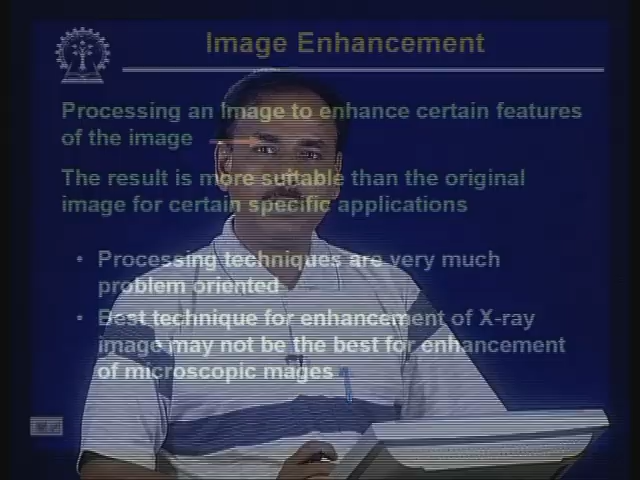 Image Enhancement
Processing an Image to enhance certain features
of the image
The result is more suitable than the original
image for certain specific applications
• Processing techniques are very much
problem oriented
• Best technique for enhancement of X-ray
image may not be the best for enhancement
of microscopic mages